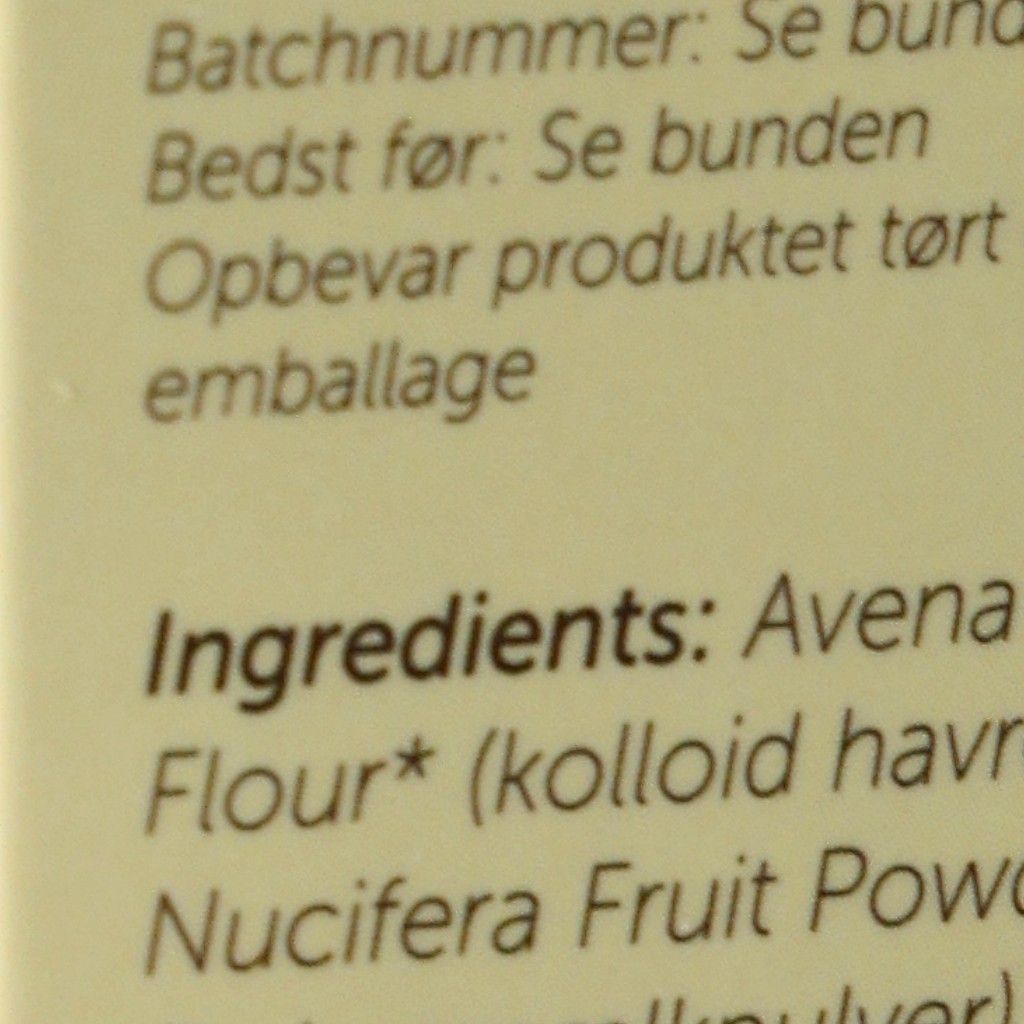 Batchnummer: Se
Bedst før: Se bunden
Opbevar produktet tørt
emballage
Ingredients: Avena
Flour* (kolloid
Nucifera Fruit